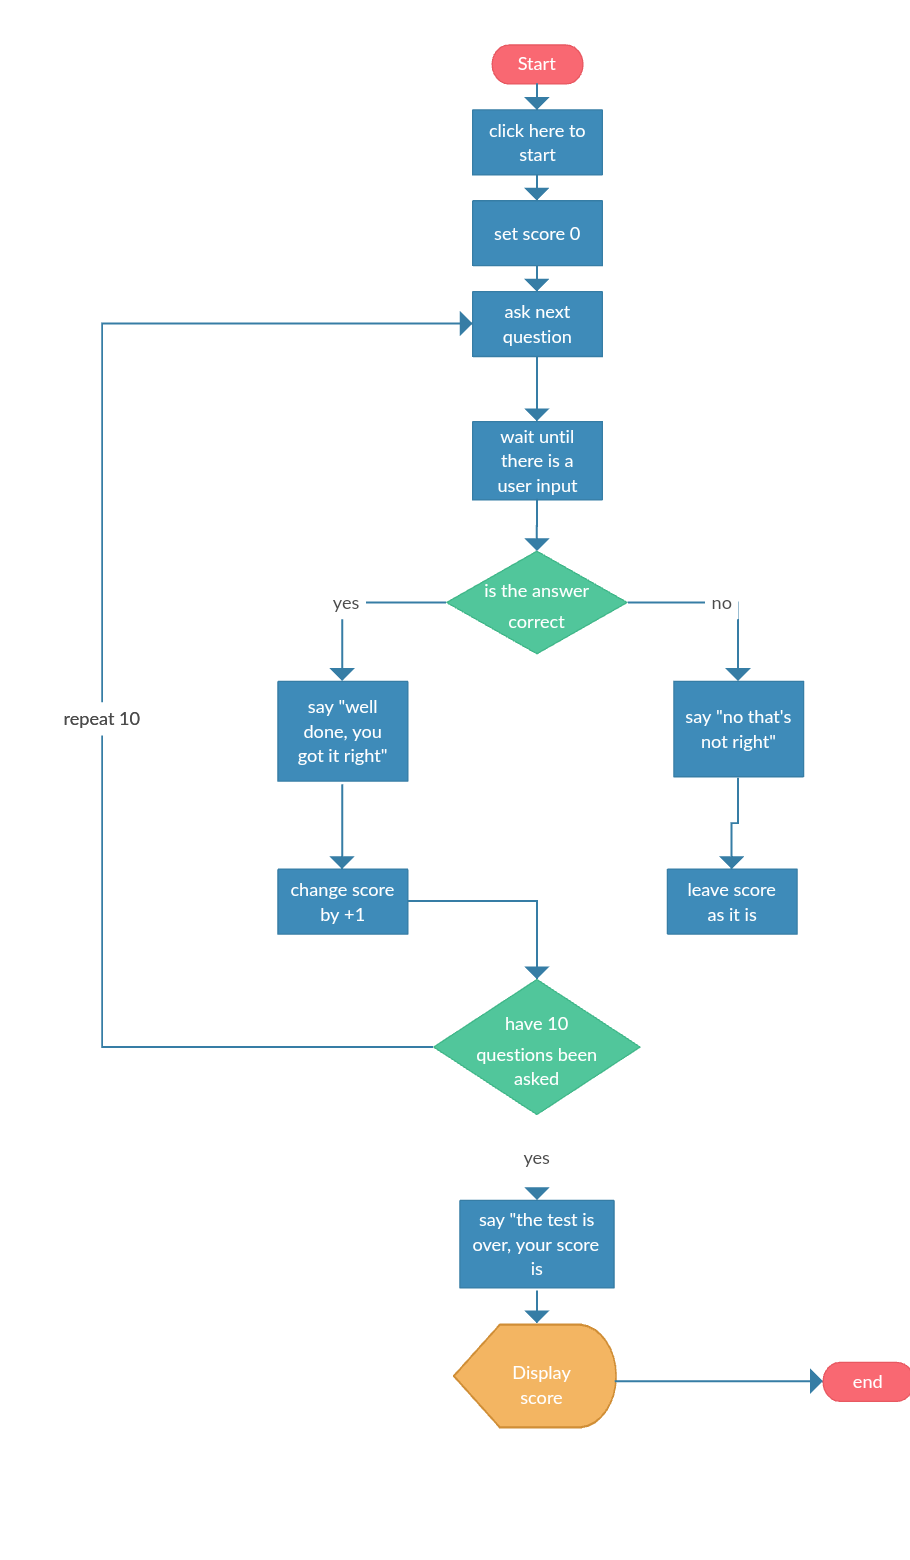 Start
click here to
start
set score 0
ask next
question
wait until
there is a
user input
is the answer
correct
yes
no
say "well
done, you
got it right"
say "no that's
not right"
repeat 10
change score
by +1
leave score
as it is
have 10
questions been
asked
yes
say "the test is
over, your score
is
Display
score
end